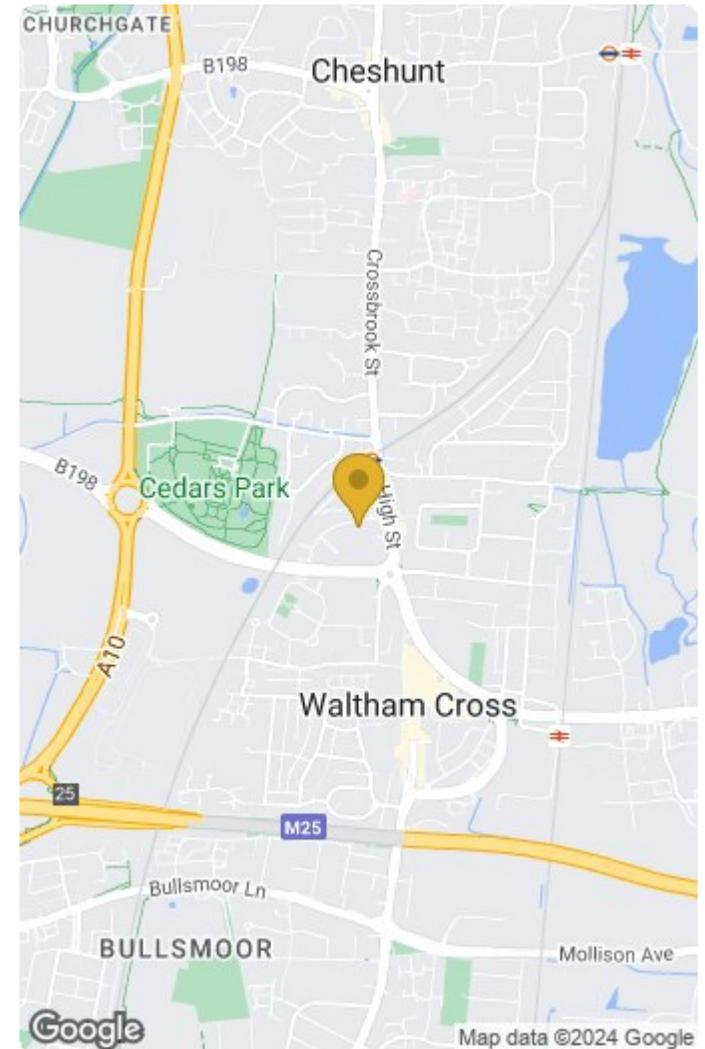 CHURCHGATE
B198
Cheshunt
Crossbrook St
B198
Cedars Park
High St
A10
Waltham Cross
25
M25
Bullsmoor Ln
BULLSMOOR
Mollison Ave
Google
Map data ©2024 Google